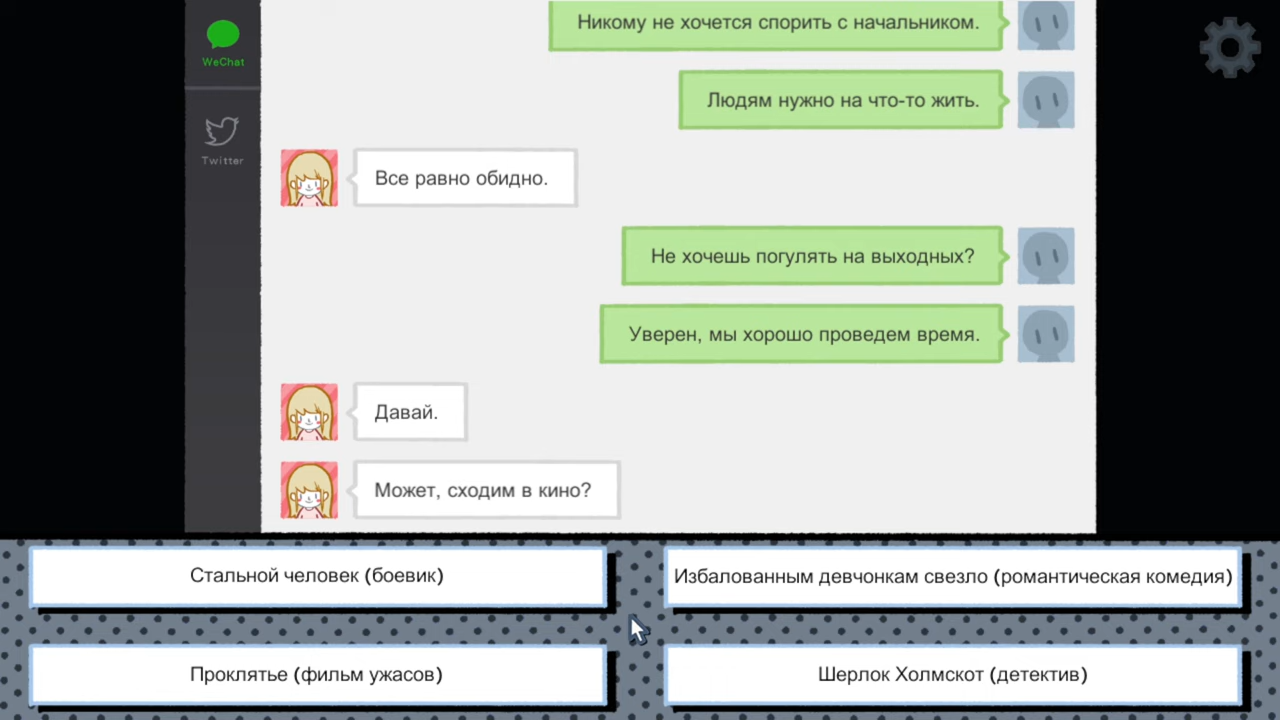 Никому не хочется спорить с начальником.
WeChat
Людям нужно на что-то жить.
Twitter
Все равно обидно.
Не хочешь погулять на выходных?
Уверен, мы хорошо проведем время.
Давай.
Может, сходим в кино?
Стальной человек (боевик)
Избалованным девчонкам свезло (романтическая комедия)
Проклятье (фильм ужасов)
Шерлок Холмскот (детектив)